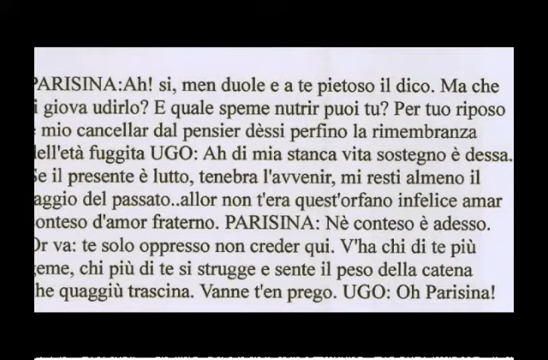 PARISINA:Ah! si, men duole e a te pietoso il dico. Ma che
i giova udirlo? E quale speme nutrir puoi tu? Per tuo riposo
e mio cancellar dal pensier dèssi perfino la rimembranza
dell'età fuggita UGO: Ah di mia stanca vita sostegno è dessa.
Se il presente è lutto, tenebra l'avvenir, mi resti almeno il
aggio del passato..allor non t'era quest'orfano infelice amar
conteso d'amor fraterno. PARISINA: Nè conteso è adesso.
Or va: te solo oppresso non creder qui. V'ha chi di te più
geme, chi più di te si strugge e sente il peso della catena
he quaggiù trascina. Vanne t'en prego. UGO: Oh Parisina!